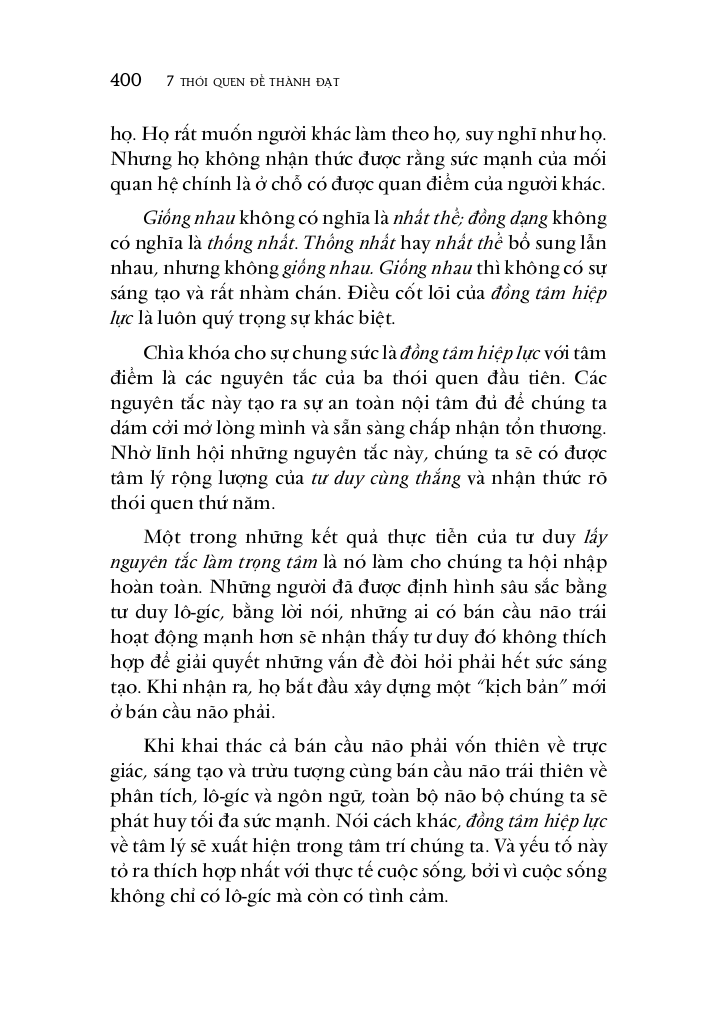 400 7 THÓI QUEN ĐỂ THÀNH ĐẠT
họ. Họ rất muốn người khác làm theo họ, suy nghĩ như họ.
Nhưng họ không nhận thức được rằng sức mạnh của mối
quan hệ chính là ở chỗ có được quan điểm của người khác.
Giống nhau không có nghĩa là nhất thể; đồng dạng không
có nghĩa là thống nhất. Thống nhất hay nhất thể bổ sung lẫn
nhau, nhưng không giống nhau. Giống nhau thì không có sự
sáng tạo và rất nhàm chán. Điều cốt lõi của đồng tâm hiệp
lực là luôn quý trọng sự khác biệt.
Chìa khóa cho sự chung sức là đồng tâm hiệp lực với tâm
điểm là các nguyên tắc của ba thói quen đầu tiên. Các
nguyên tắc này tạo ra sự an toàn nội tâm đủ để chúng ta
dám cởi mở lòng mình và sẵn sàng chấp nhận tổn thương.
Nhờ lĩnh hội những nguyên tắc này, chúng ta sẽ có được
tâm lý rộng lượng của tư duy cùng thắng và nhận thức rõ
thói quen thứ năm.
Một trong những kết quả thực tiễn của tư duy lấy
nguyên tắc làm trọng tâm là nó làm cho chúng ta hội nhập
hoàn toàn. Những người đã được định hình sâu sắc bằng
tư duy lô-gíc, bằng lời nói, những ai có bán cầu não trái
hoạt động mạnh hơn sẽ nhận thấy tư duy đó không thích
hợp để giải quyết những vấn đề đòi hỏi phải hết sức sáng
tạo. Khi nhận ra, họ bắt đầu xây dựng một “kịch bản” mới
ở bán cầu não phải.
Khi khai thác cả bán cầu não phải vốn thiên về trực
giác, sáng tạo và trừu tượng cùng bán cầu não trái thiên về
phân tích, lô-gíc và ngôn ngữ, toàn bộ não bộ chúng ta sẽ
phát huy tối đa sức mạnh. Nói cách khác, đồng tâm hiệp lực
về tâm lý sẽ xuất hiện trong tâm trí chúng ta. Và yếu tố này
tỏ ra thích hợp nhất với thực tế cuộc sống, bởi vì cuộc sống
không chỉ có lô-gíc mà còn có tình cảm.